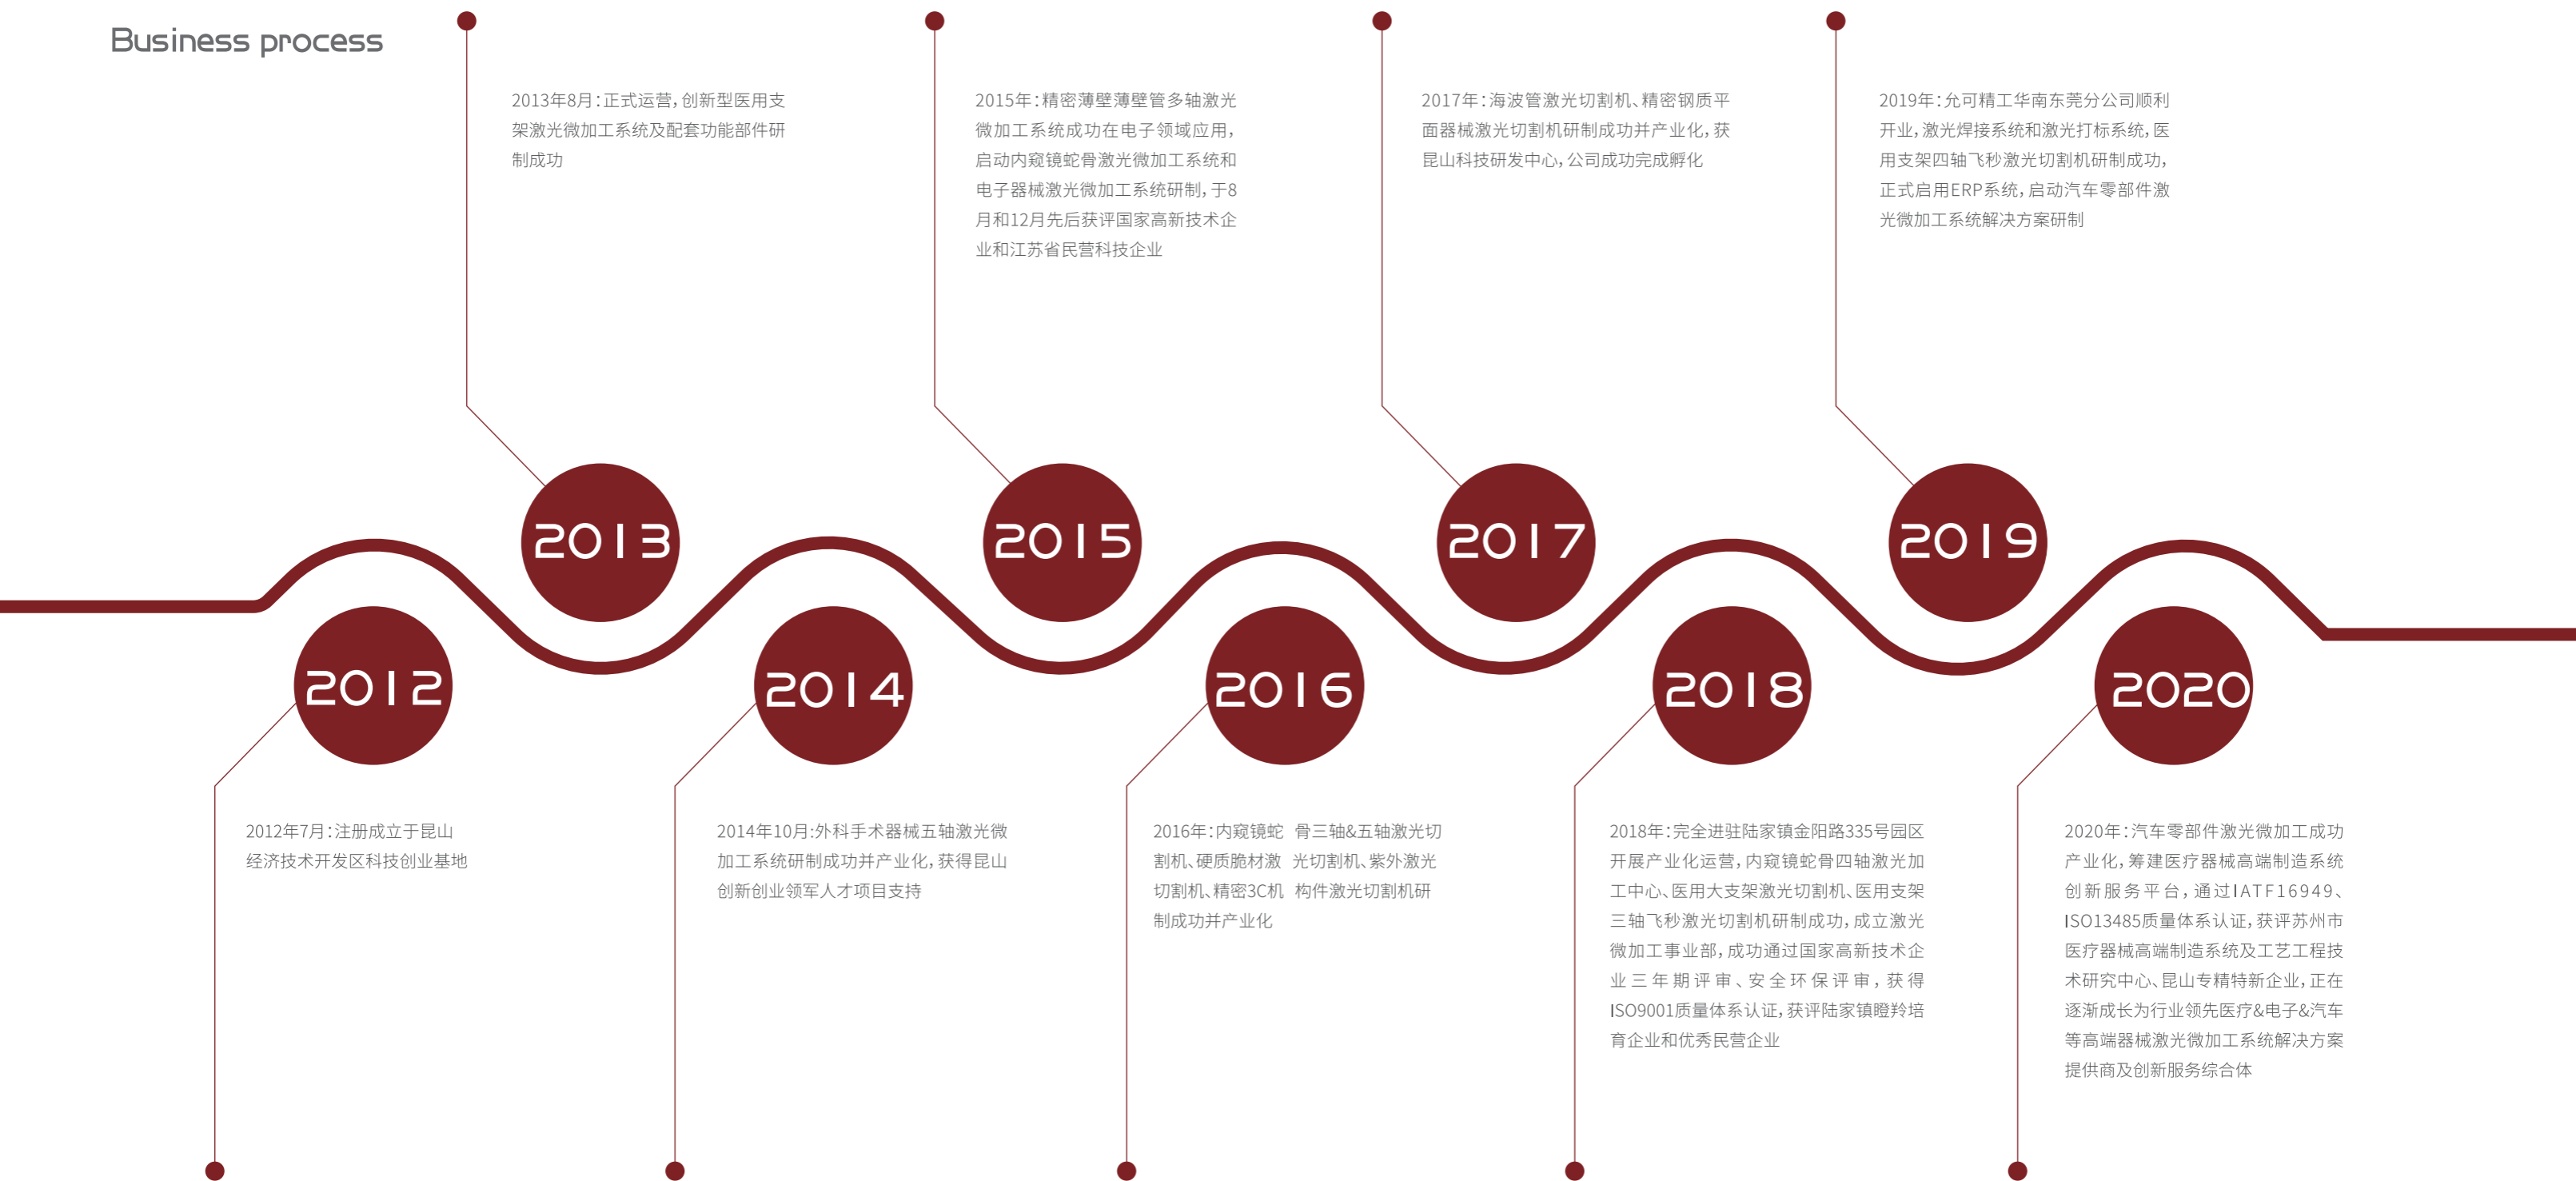 Business process
2013年8月：正式运营，创新型医用支
架激光微加工系统及配套功能部件研
制成功
2015年：精密薄壁薄壁管多轴激光
微加工系统成功在电子领域应用，
启动内窥镜蛇骨激光微加工系统和
电子器械激光微加工系统研制，于8
月和12月先后获评国家高新技术企
业和江苏省民营科技企业
2017年：海波管激光切割机、精密钢质平
面器械激光切割机研制成功并产业化，获
昆山科技研发中心，公司成功完成孵化
2019年：允可精工华南东莞分公司顺利
开业，激光焊接系统和激光打标系统，医
用支架四轴飞秒激光切割机研制成功，
正式启用ERP系统，启动汽车零部件激
光微加工系统解决方案研制
2013
2015
2017
2019
2012
2014
2016
2018
2020
2012年7月：注册成立于昆山
经济技术开发区科技创业基地
2014年10月:外科手术器械五轴激光微
加工系统研制成功并产业化，获得昆山
创新创业领军人才项目支持
2016年：内窥镜蛇 骨三轴&五轴激光切
割机、硬质脆材激 光切割机、紫外激光
切割机、精密3C机 构件激光切割机研
制成功并产业化
2018年：完全进驻陆家镇金阳路335号园区
开展产业化运营，内窥镜蛇骨四轴激光加
工中心、医用大支架激光切割机、医用支架
三轴飞秒激光切割机研制成功，成立激光
微加工事业部，成功通过国家高新技术企
业三年期评审、安全环保评审，获得
ISO9001质量体系认证，获评陆家镇瞪羚培
育企业和优秀民营企业
2020年：汽车零部件激光微加工成功
产业化，筹建医疗器械高端制造系统
创新服务平台，通过IATF16949、
ISO13485质量体系认证，获评苏州市
医疗器械高端制造系统及工艺工程技
术研究中心、昆山专精特新企业，正在
逐渐成长为行业领先医疗&电子&汽车
等高端器械激光微加工系统解决方案
提供商及创新服务综合体